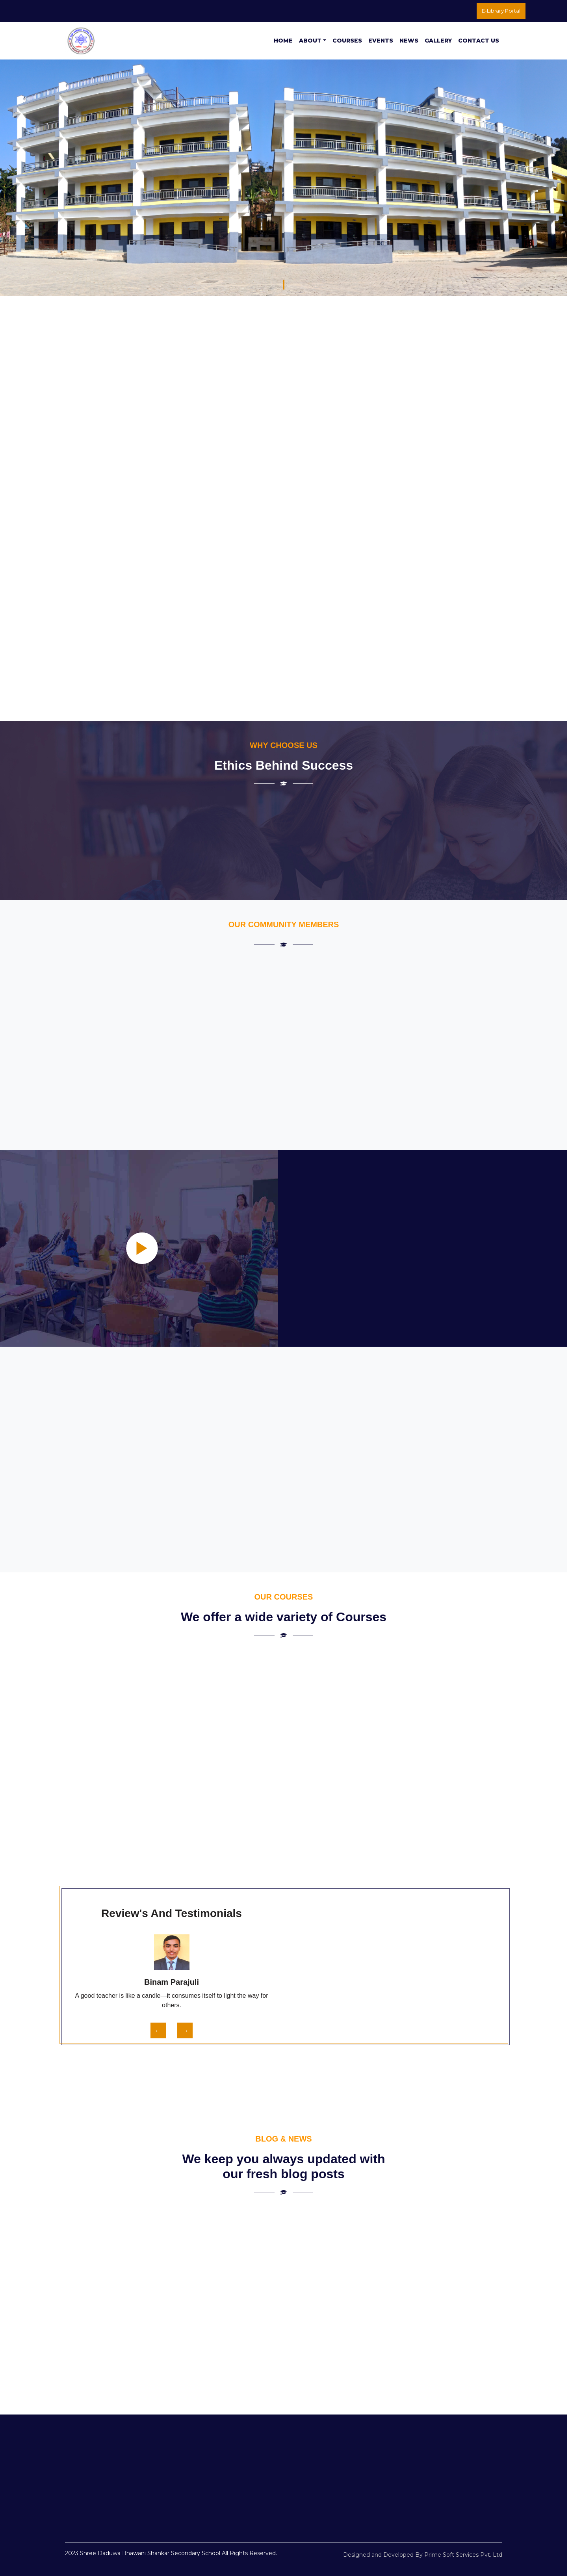 E-Library Portal
HOME ABOUT COURSES EVENTS NEWS GALLERY CONTACT US
WHY CHOOSE US
Ethics Behind Success
OUR COMMUNITY MEMBERS
OUR COURSES
We offer a wide variety of Courses
Review's And Testimonials
Binam Parajuli
A good teacher is like a candle—it consumes itself to light the way for
others.
← →
BLOG & NEWS
We keep you always updated with
our fresh blog posts
2023 Shree Daduwa Bhawani Shankar Secondary School All Rights Reserved.
Designed and Developed By Prime Soft Services Pvt. Ltd